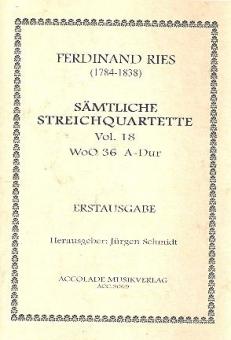 FERDINAND RIES
(1784-1838)
SÄMTLICHE
STREICHQUARTETTE
Vol. 18
WoO 36 A-Dur
ERSTAUSGABE
Herausgeber: Jürgen Schmidt
ACCOLADE MUSIKVERLAG